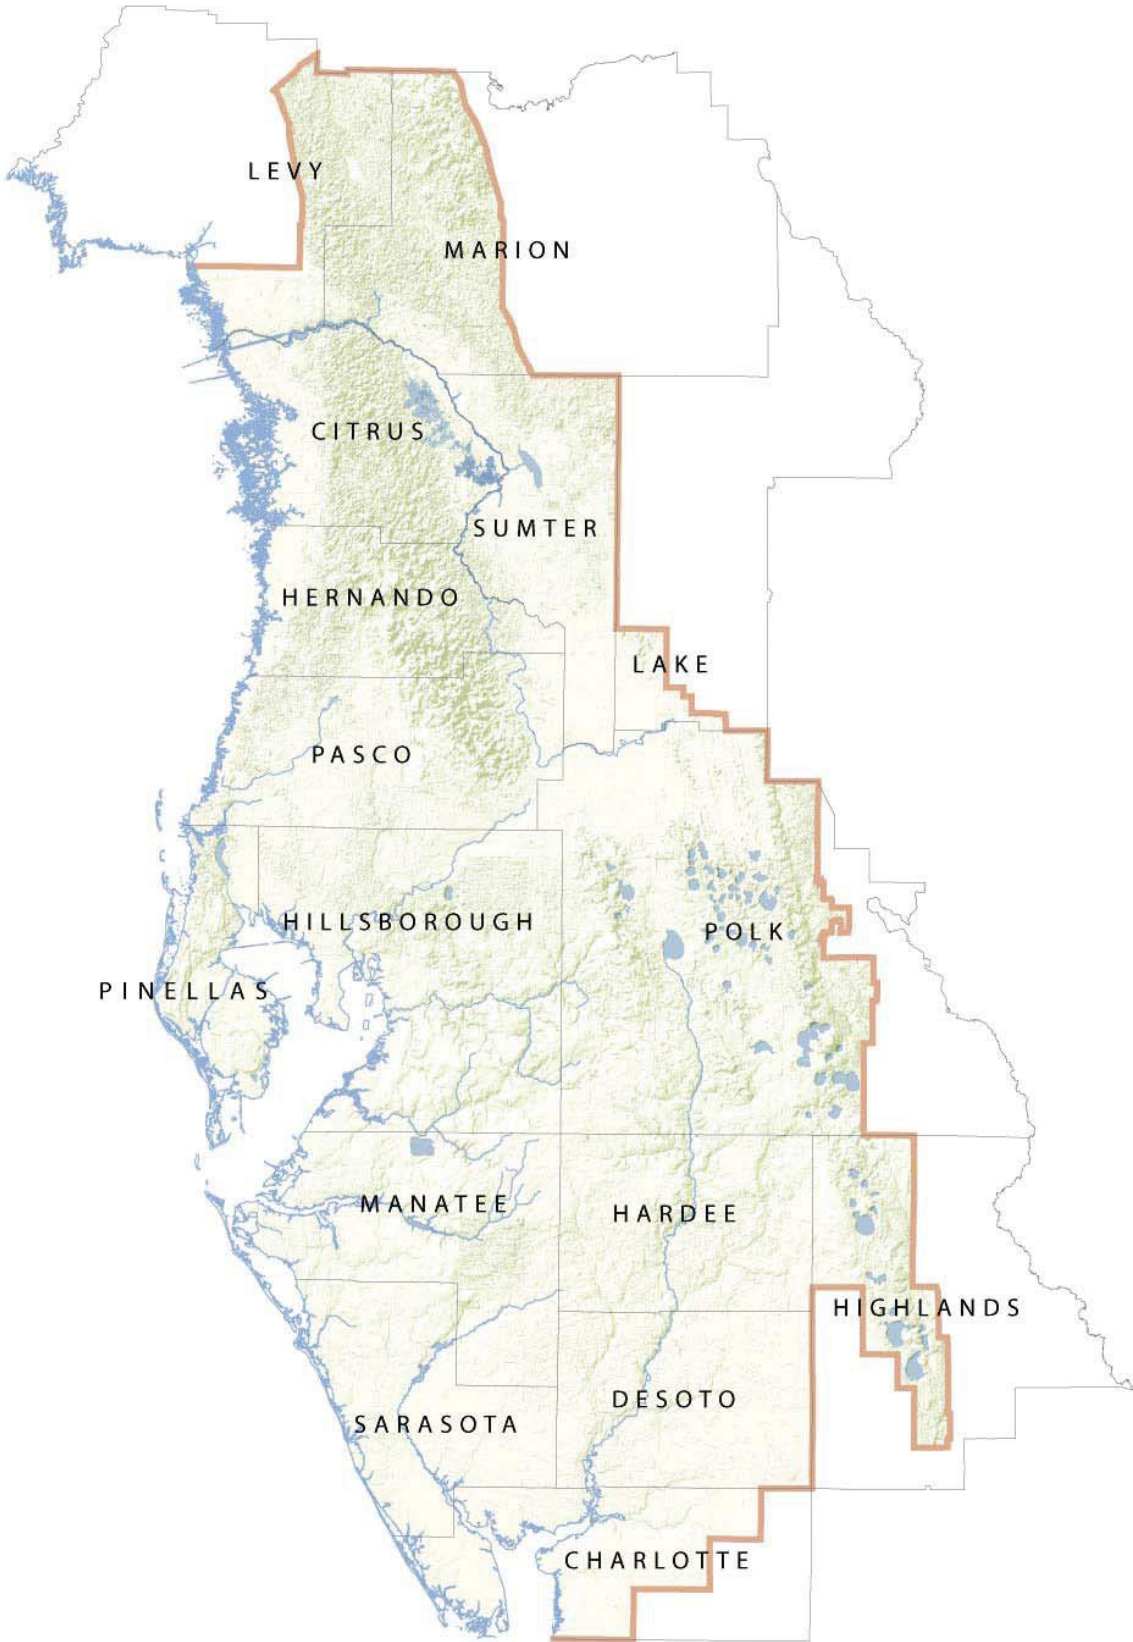 LEVY
MARION
CITRUS
SUMTER
HERNANDO
LAKE
PASCO
HILLSBOROUGH
POLK
PINELLAS
MANATEE
HARDEE
HIGHLANDS
DESOTO
SARASOTA
CHARLOTTE